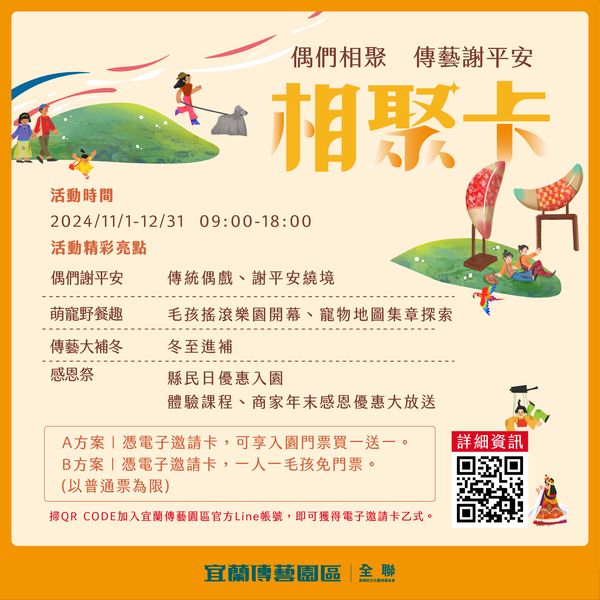 偶們相聚 傳藝謝平安
相聚卡
活動時間
2024/11/1-12/31 09:00-18:00
活動精彩亮點
偶們謝平安 傳統偶戲、謝平安繞境
萌寵野餐趣 毛孩搖滾樂園開幕、寵物地圖集章探索
傳藝大補冬 冬至進補
感恩祭 縣民日優惠入園
體驗課程、商家年末感恩優惠大放送
A方案｜憑電子邀請卡，可享入園門票買一送一。
B方案｜憑電子邀請卡，一人一毛孩免門票。
(以普通票為限)
詳細資訊
掃QR CODE加入宜蘭傳藝園區官方Line帳號，即可獲得電子邀請卡乙式。
宜蘭傳藝園區 全聯